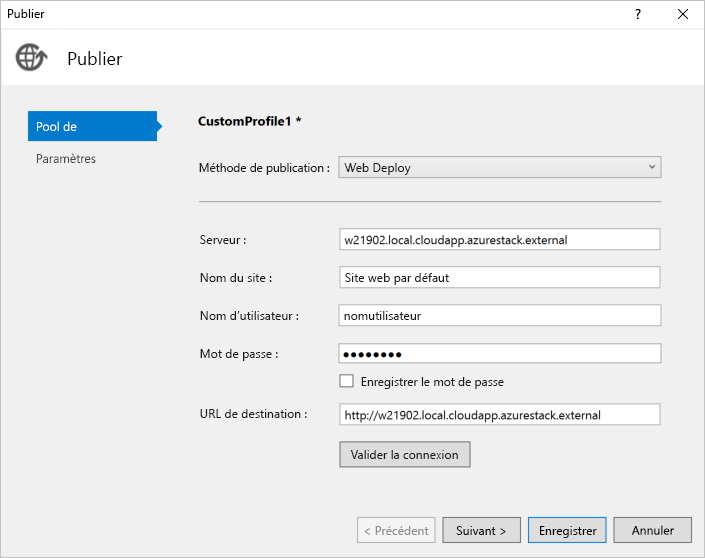 Publier
?
Publier
Pool de
Paramètres
CustomProfile1 *
Méthode de publication : Web Deploy
Serveur : w21902.local.cloudapp.azurestack.external
Nom du site : Site web par défaut
Nom d'utilisateur : nomutilisateur
Mot de passe : ●●●●●●●●
Enregistrer le mot de passe
URL de destination : http://w21902.local.cloudapp.azurestack.external
Valider la connexion
< Précédent Suivant > Enregistrer Annuler